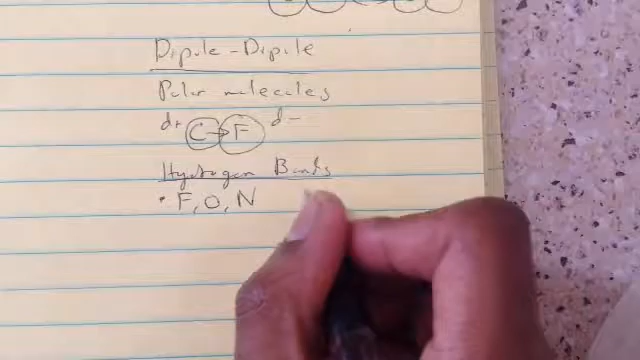 Dipole-Dipole
Polar molecules
d+ C→F d-
Hydrogen Bonds
• F, O, N